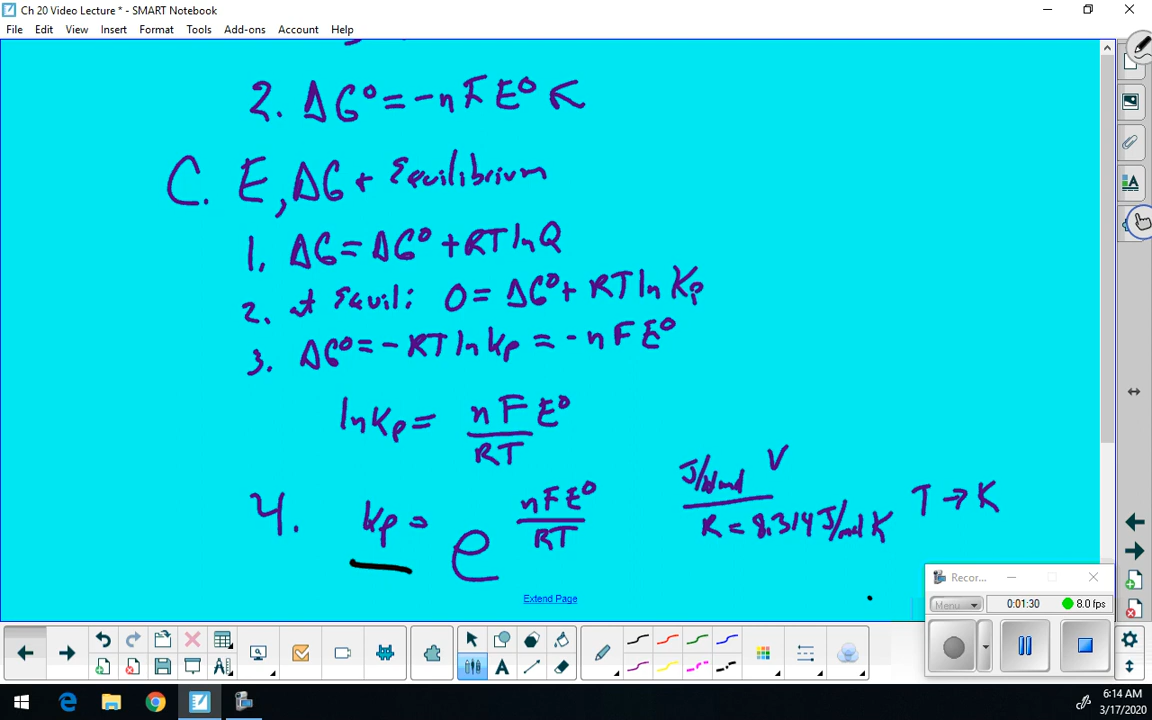 Ch 20 Video Lecture * - SMART Notebook
File Edit View Insert Format Tools Add-ons Account Help
2. ΔG° = -nFE°
C. E, ΔG + Equilibrium
1. ΔG = ΔG° + RT ln Q
2. at Equil: 0 = ΔG° + RT ln Kp
3. ΔG° = - RT ln Kp = - nFE°
ln Kp = nF/RT E°
4. Kp = e^(nFE°/RT)
V
R = 8.314 J/mol K
T → K
Extend Page
Recor...
Menu
0:01:30
8.0 fps
6:14 AM
3/17/2020